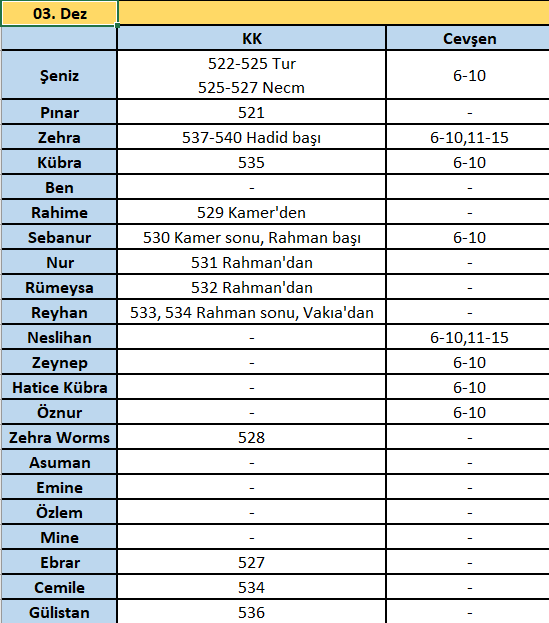 03. Dez
KK Cevşen
Şeniz 522-525 Tur 6-10
525-527 Necm
Pınar 521 -
Zehra 537-540 Hadid başı 6-10,11-15
Kübra 535 6-10
Ben - -
Rahime 529 Kamer'den -
Sebanur 530 Kamer sonu, Rahman başı 6-10
Nur 531 Rahman'dan -
Rümeysa 532 Rahman'dan -
Reyhan 533, 534 Rahman sonu, Vakıa'dan -
Neslihan - 6-10,11-15
Zeynep - 6-10
Hatice Kübra - 6-10
Öznur - 6-10
Zehra Worms 528 -
Asuman - -
Emine - -
Özlem - -
Mine - -
Ebrar 527 -
Cemile 534 -
Gülistan 536 -